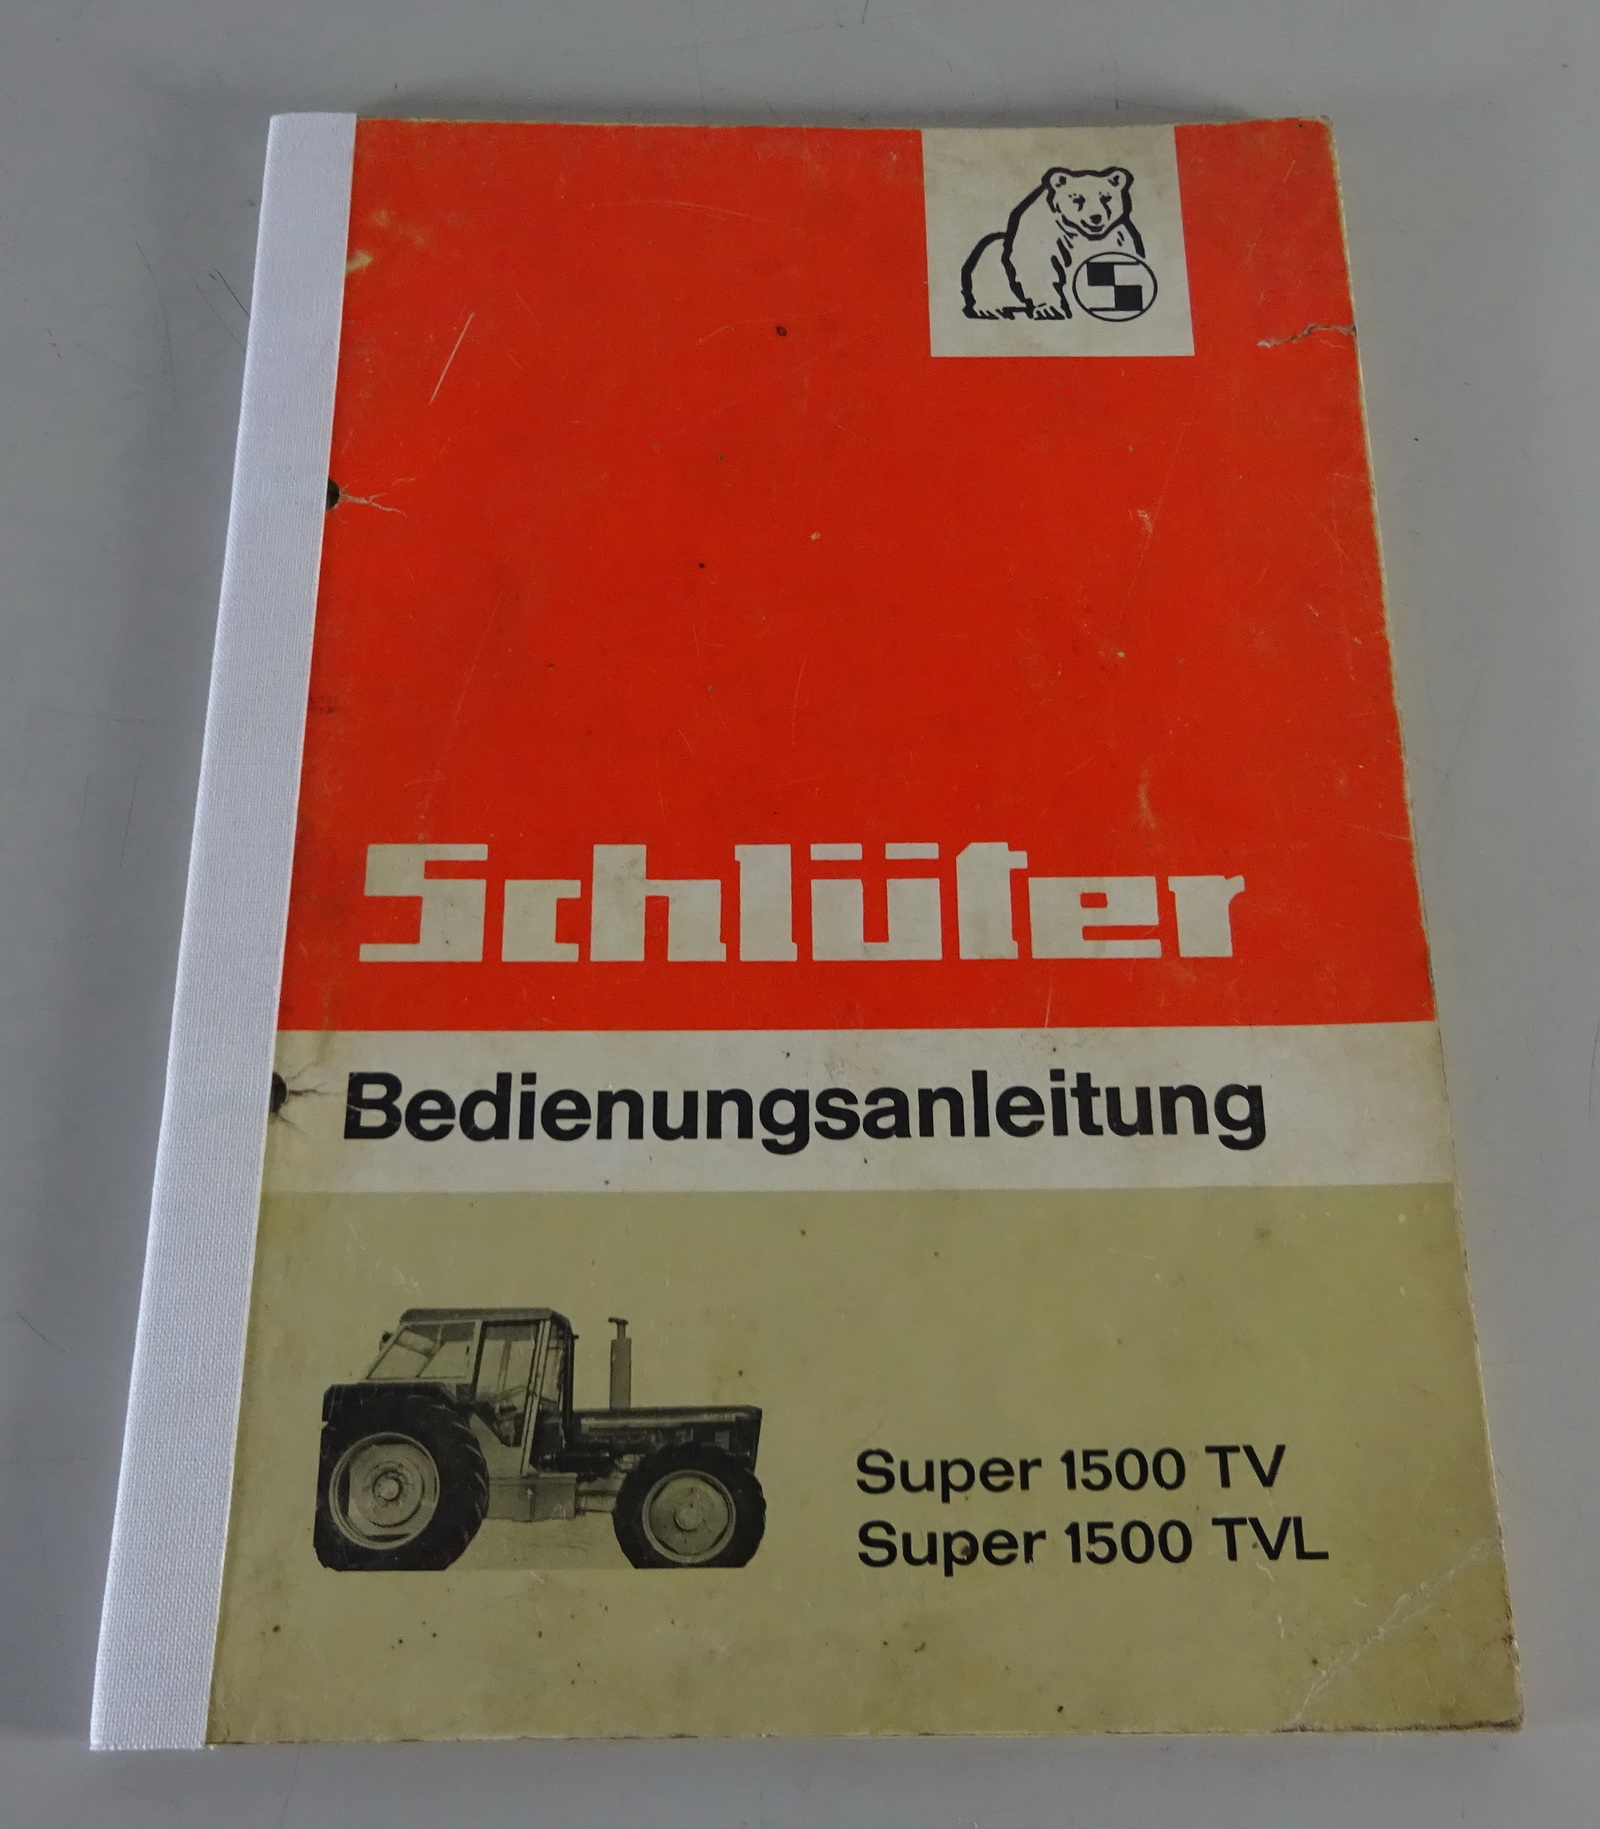 Schlüter
Bedienungsanleitung
Super 1500 TV
Super 1500 TVL